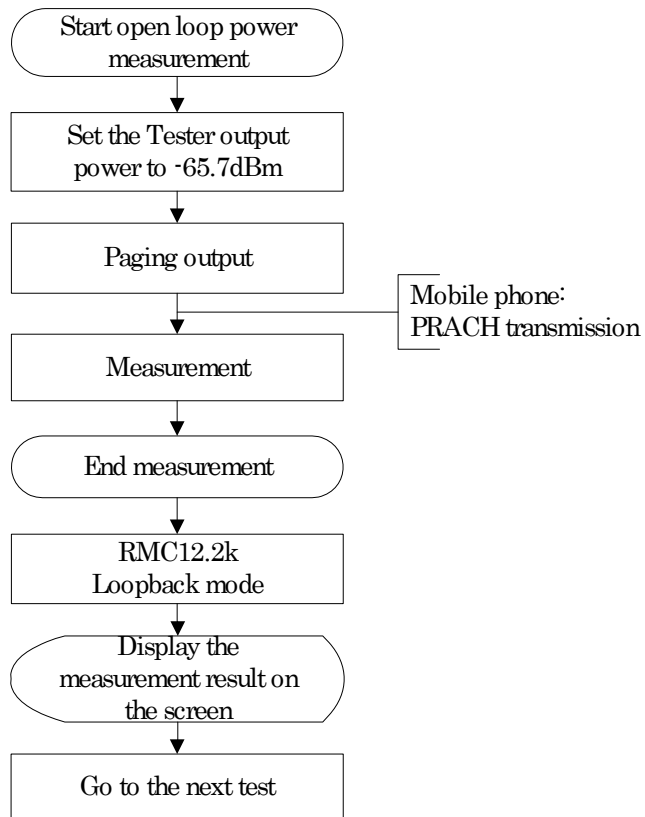 Start open loop power
measurement
Set the Tester output
power to -65.7dBm
Paging output
Mobile phone:
PRACH transmission
Measurement
End measurement
RMC12.2k
Loopback mode
Display the
measurement result on
the screen
Go to the next test